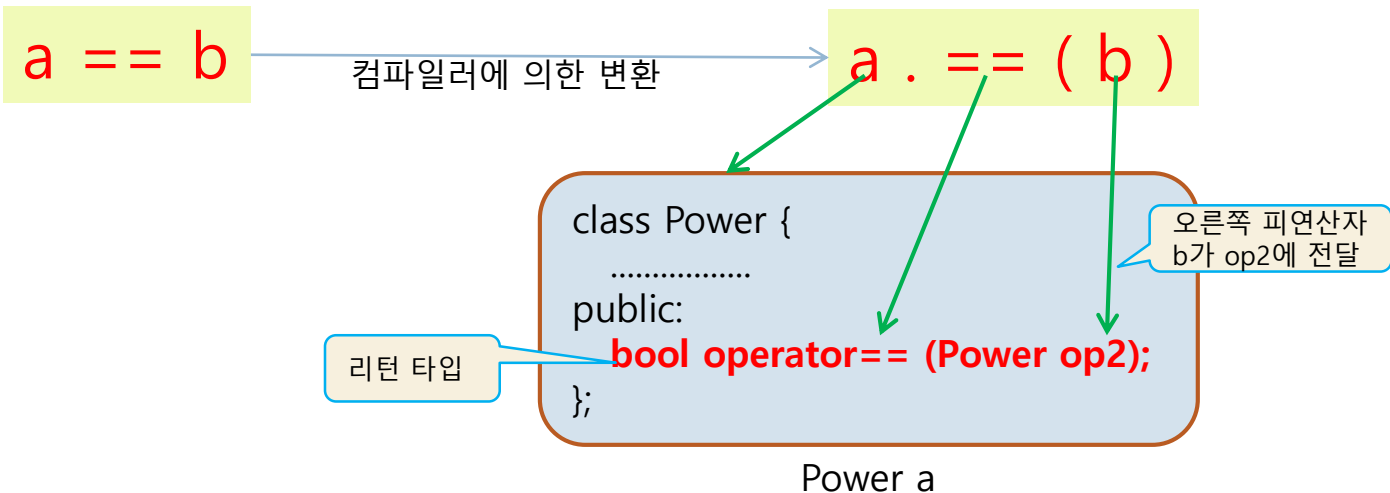 a == b
컴파일러에 의한 변환
a . == ( b )
class Power {
.................
public:
bool operator== (Power op2);
};
오른쪽 피연산자
b가 op2에 전달
리턴 타입
Power a